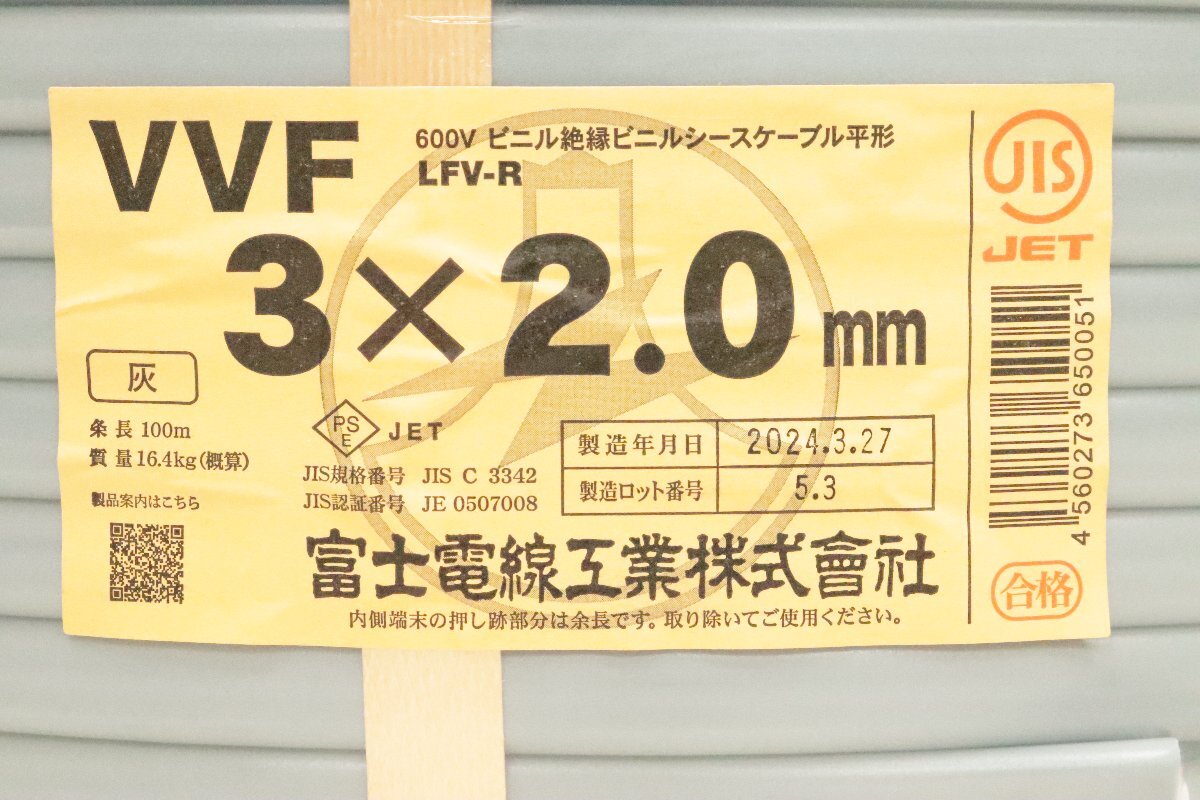 VVF
600V ビニル絶縁ビニルシースケーブル平形
LFV-R
3×2.0mm
灰
条長 100m
質量 16.4kg(概算)
製品案内はこちら
PS
E
JET
JIS規格番号 JIS C 3342
JIS認証番号 JE 0507008
製造年月日 2024.3.27
製造ロット番号 5.3
富士電線工業株式會社
内側端末の押し跡部分は余長です。取り除いてご使用ください。
JIS
JET
4560273650051
合格